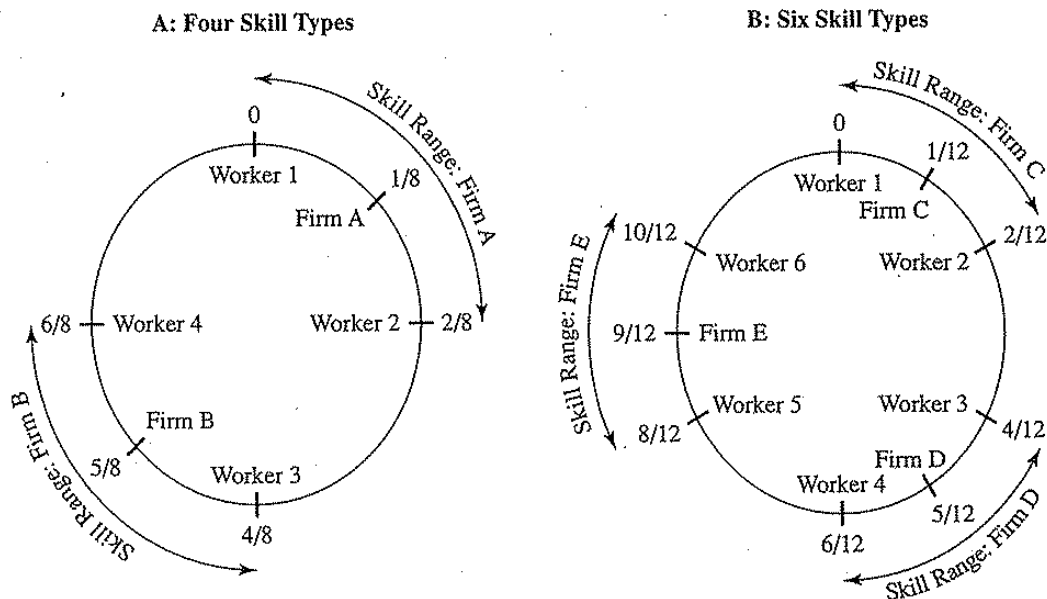 A: Four Skill Types
0
Worker 1
1/8
Firm A
Skill Range: Firm A
Worker 2
2/8
6/8
Worker 4
Firm B
5/8
Worker 3
4/8
Skill Range: Firm B
B: Six Skill Types
0
Worker 1
1/12
Firm C
Skill Range: Firm C
2/12
Worker 2
10/12
Worker 6
Skill Range: Firm E
9/12
Firm E
Worker 5
8/12
Worker 3
4/12
Firm D
Worker 4
5/12
6/12
Skill Range: Firm D